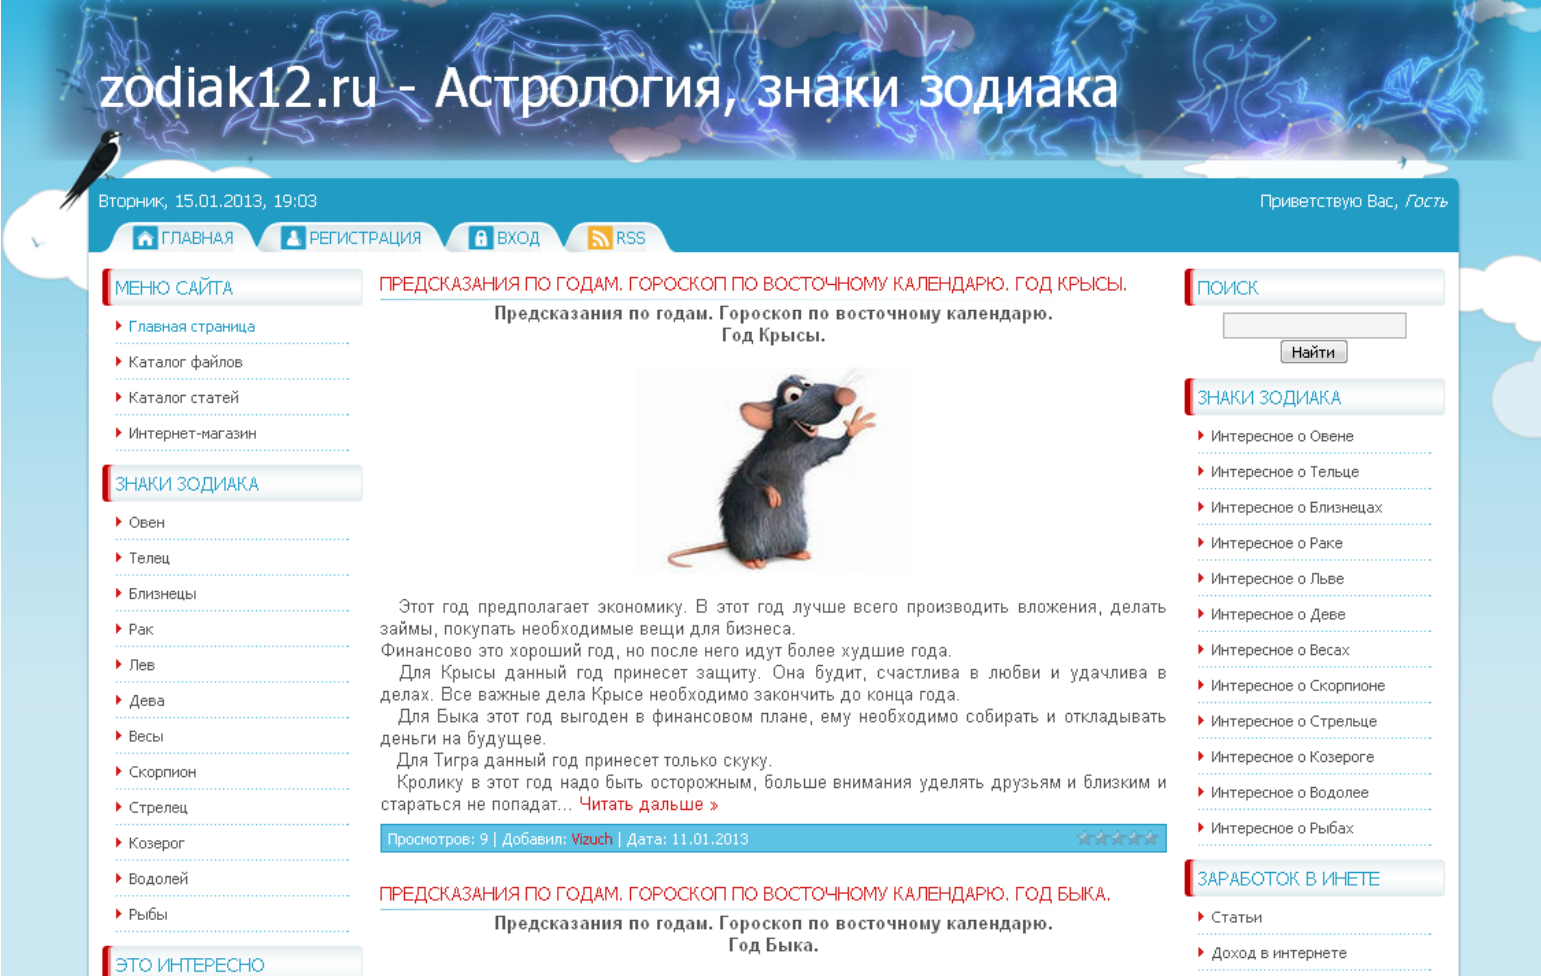 zodiak12.ru - Астрология, знаки зодиака
Вторник, 15.01.2013, 19:03
Приветствую Вас, Гость
ГЛАВНАЯ
РЕГИСТРАЦИЯ
ВХОД
RSS
МЕНЮ САЙТА
Главная страница
Каталог файлов
Каталог статей
Интернет-магазин
ЗНАКИ ЗОДИАКА
Овен
Телец
Близнецы
Рак
Лев
Дева
Весы
Скорпион
Стрелец
Козерог
Водолей
Рыбы
ЭТО ИНТЕРЕСНО
ПРЕДСКАЗАНИЯ ПО ГОДАМ. ГОРОСКОП ПО ВОСТОЧНОМУ КАЛЕНДАРЮ. ГОД КРЫСЫ.
Предсказания по годам. Гороскоп по восточному календарю.
Год Крысы.
Этот год предполагает экономику. В этот год лучше всего производить вложения, делать
займы, покупать необходимые вещи для бизнеса.
Финансово это хороший год, но после него идут более худшие года.
Для Крысы данный год принесет защиту. Она будит, счастлива в любви и удачлива в
делах. Все важные дела Крысе необходимо закончить до конца года.
Для Быка этот год выгоден в финансовом плане, ему необходимо собирать и откладывать
деньги на будущее.
Для Тигра данный год принесет только скуку.
Кролику в этот год надо быть осторожным, больше внимания уделять друзьям и близким и
стараться не попадат... Читать дальше »
Просмотров: 9 | Добавил: Vizuch | Дата: 11.01.2013
ПРЕДСКАЗАНИЯ ПО ГОДАМ. ГОРОСКОП ПО ВОСТОЧНОМУ КАЛЕНДАРЮ. ГОД БЫКА.
Предсказания по годам. Гороскоп по восточному календарю.
Год Быка.
ПОИСК
Найти
ЗНАКИ ЗОДИАКА
Интересное о Овене
Интересное о Тельце
Интересное о Близнецах
Интересное о Раке
Интересное о Льве
Интересное о Деве
Интересное о Весах
Интересное о Скорпионе
Интересное о Стрельце
Интересное о Козероге
Интересное о Водолее
Интересное о Рыбах
ЗАРАБОТОК В ИНЕТЕ
Статьи
Доход в интернете